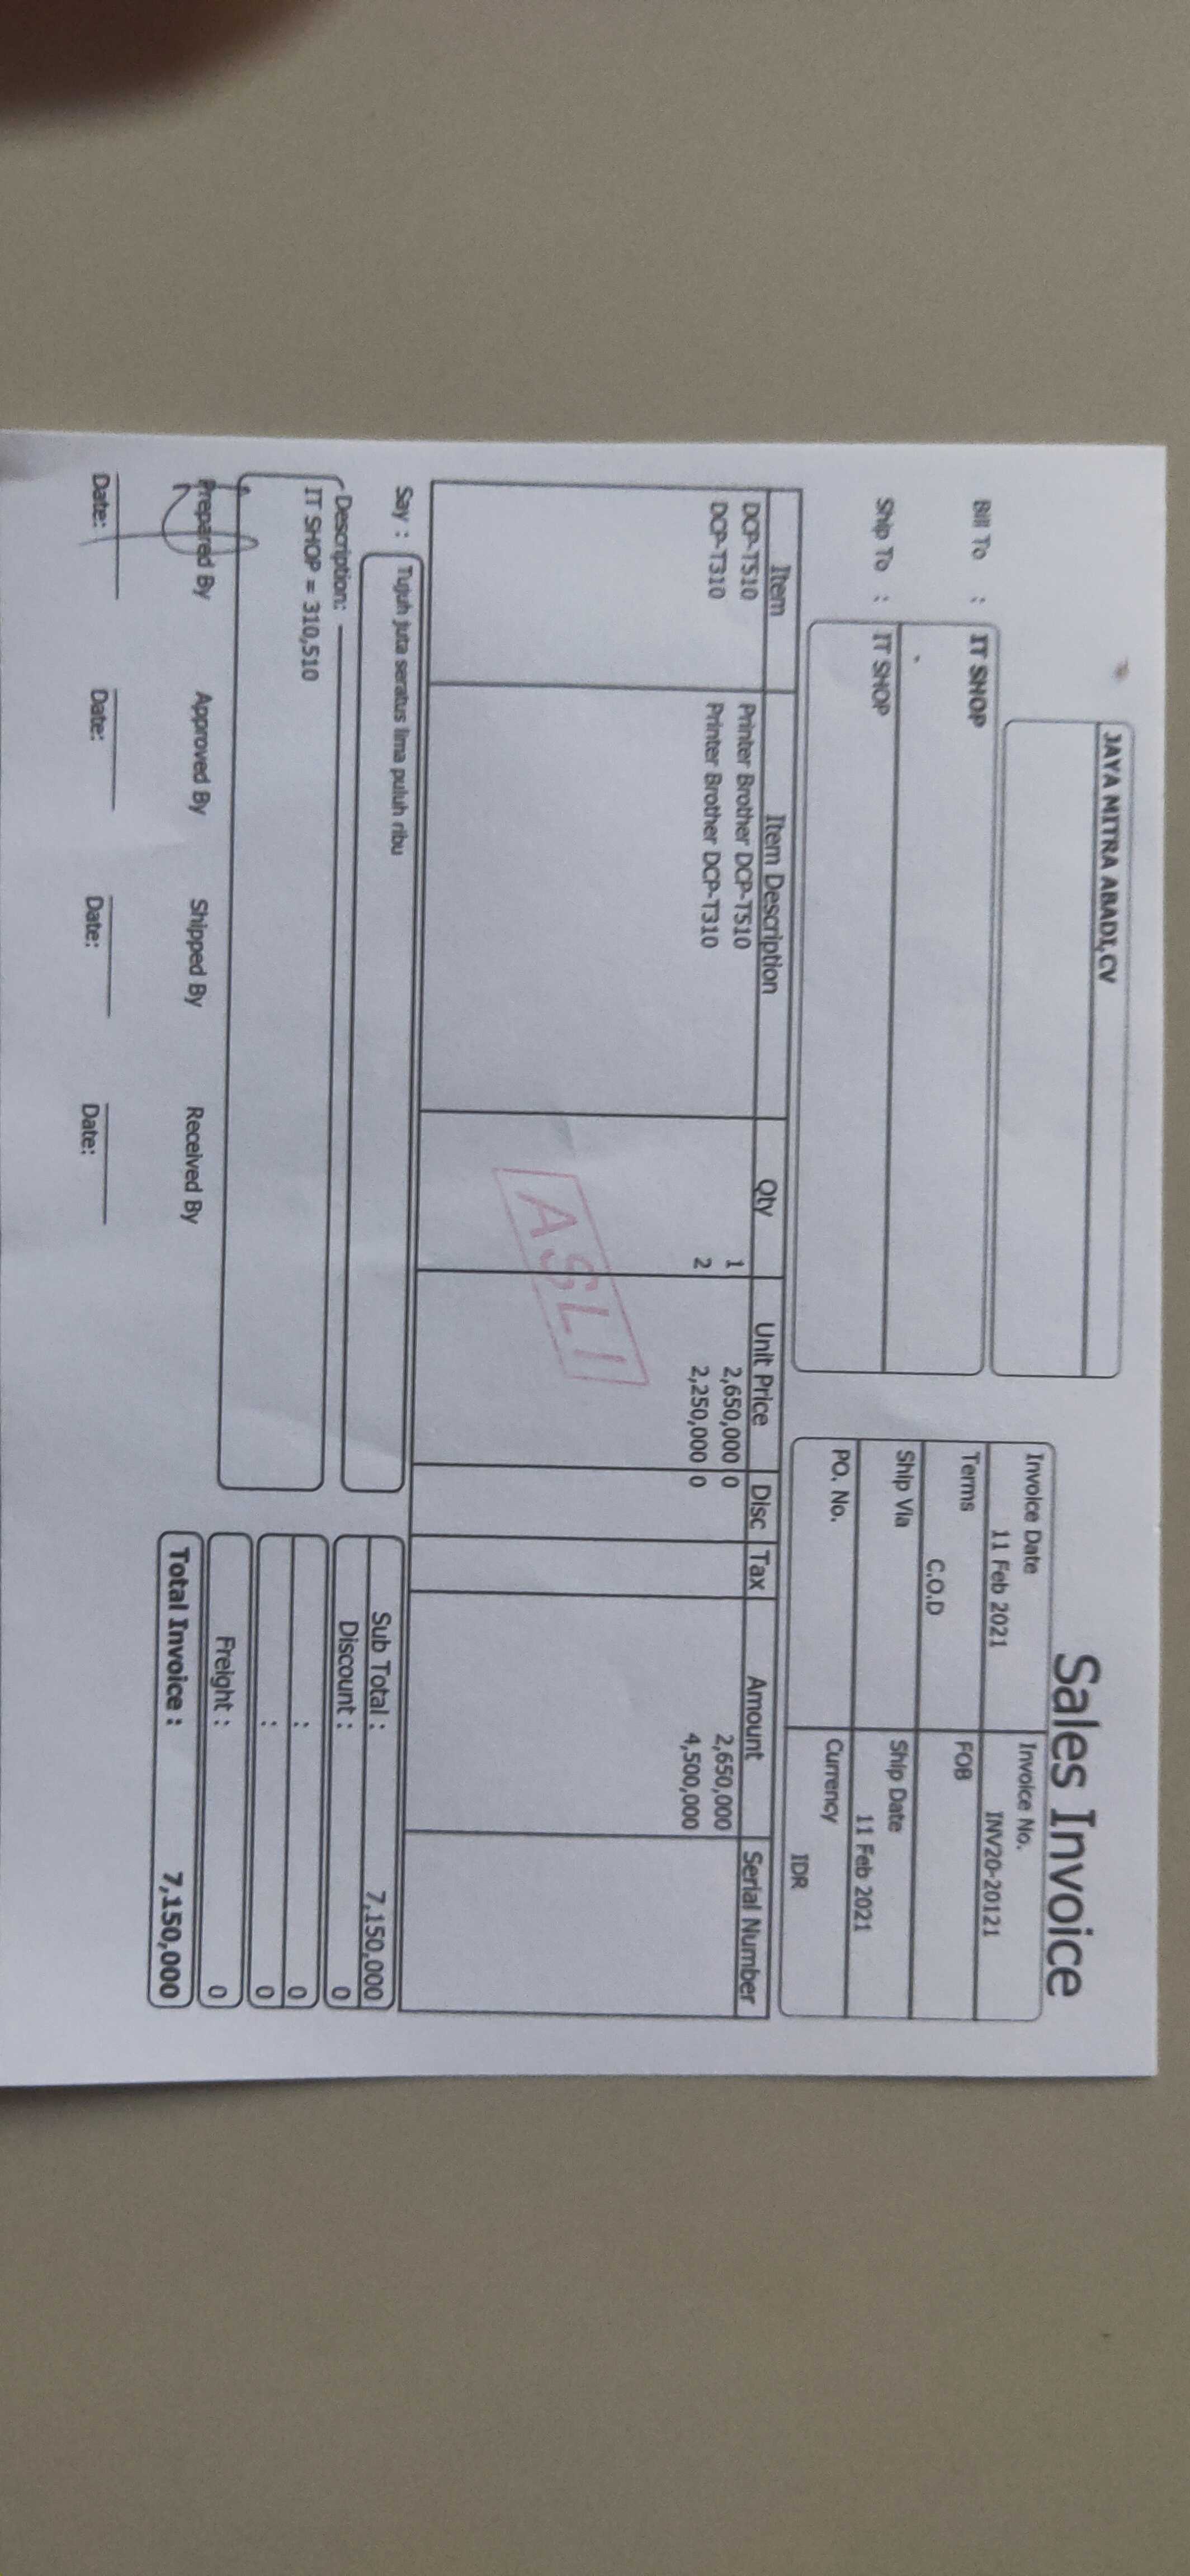 Sales Invoice
JAYA MITRA ABADI,CV
Bill To : IT SHOP
Ship To : IT SHOP
Invoice Date Invoice No.
11 Feb 2021 INV20-20121
Terms FOB
C.O.D
Ship Via Ship Date
11 Feb 2021
PO. No. Currency
IDR
Item Item Description Qty Unit Price Disc Tax Amount Serial Number
DCP-T510 Printer Brother DCP-T510 1 2,650,000 0 2,650,000
DCP-T310 Printer Brother DCP-T310 2 2,250,000 0 4,500,000
ASLI
Say : Tujuh juta seratus lima puluh ribu
Sub Total : 7,150,000
Discount : 0
: 0
: 0
Freight : 0
Total Invoice : 7,150,000
Description:
IT SHOP = 310,510
Prepared By Approved By Shipped By Received By
Date: Date: Date: Date: